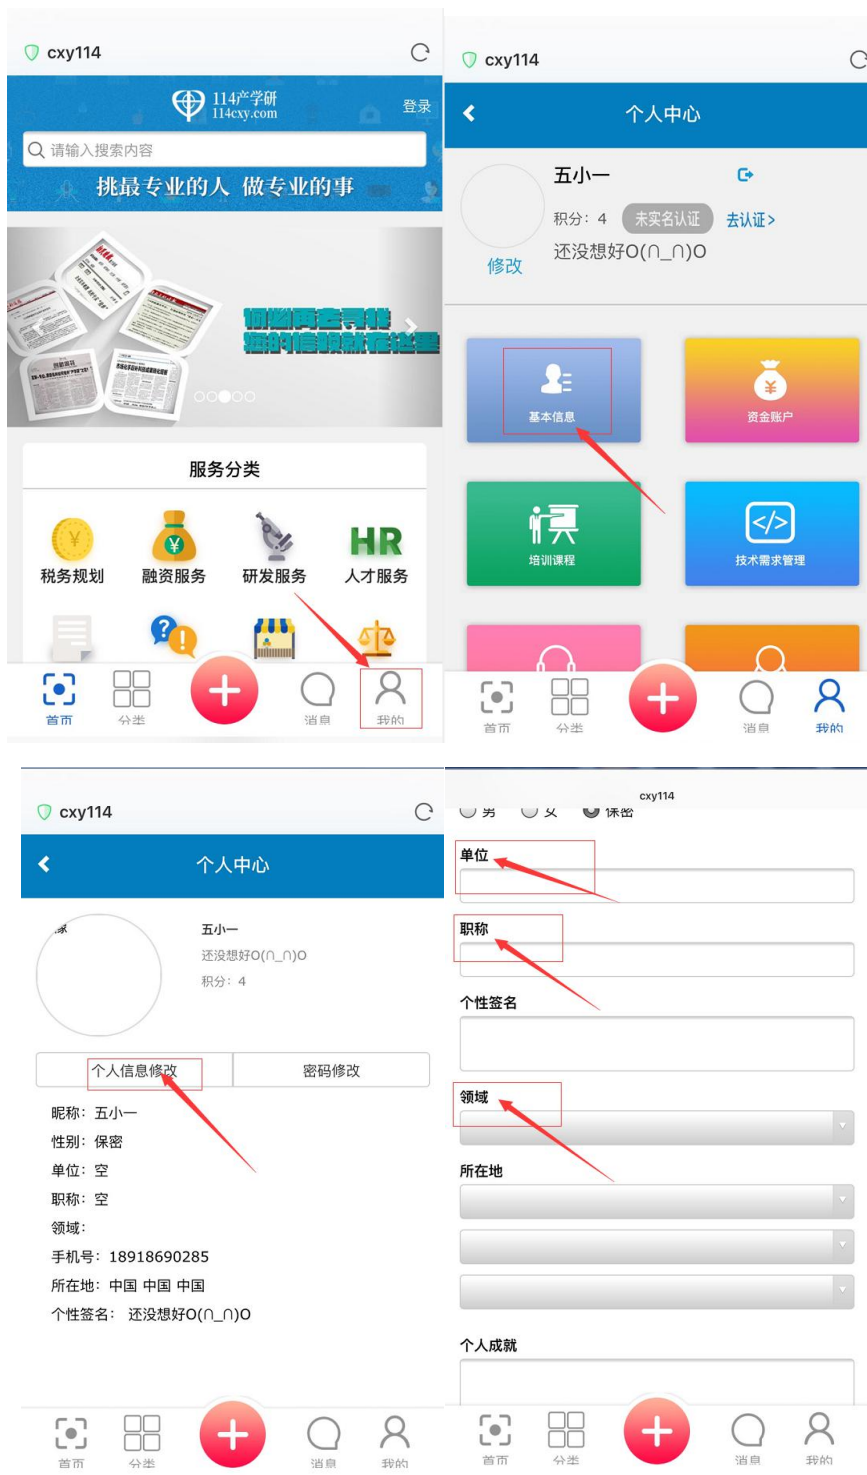 cxy114
114产学研
114cxy.com
登录
请输入搜索内容
挑最专业的人 做专业的事
您的信服就在这里
服务分类
税务规划
融资服务
研发服务
HR
人才服务
首页
分类
消息
我的
cxy114
个人中心
五小一
积分：4
未实名认证
去认证>
修改
还没想好O(∩_∩)O
基本信息
资金账户
培训课程
技术需求管理
首页
分类
消息
我的
cxy114
个人中心
五小一
还没想好O(∩_∩)O
积分：4
个人信息修改
密码修改
昵称：五小一
性别：保密
单位：空
职称：空
领域：
手机号：18918690285
所在地：中国 中国 中国
个性签名： 还没想好O(∩_∩)O
首页
分类
消息
我的
cxy114
男
女
保密
单位
职称
个性签名
领域
所在地
个人成就
首页
分类
消息
我的